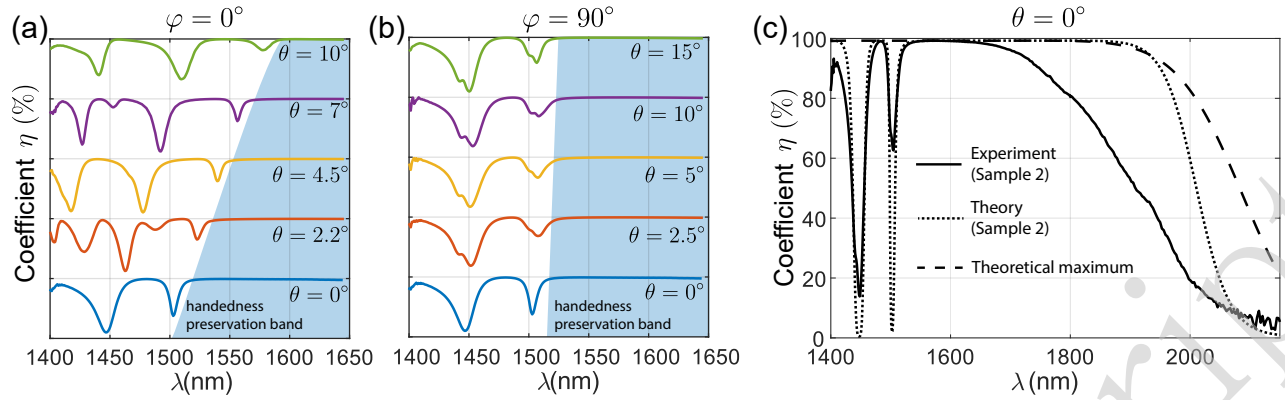 (a)
φ = 0°
Coefficient η (%)
θ = 10°
θ = 7°
θ = 4.5°
θ = 2.2°
θ = 0°
handedness
preservation band
1400 1450 1500 1550 1600 1650
λ(nm)
(b)
φ = 90°
θ = 15°
θ = 10°
θ = 5°
θ = 2.5°
θ = 0°
handedness
preservation band
1400 1450 1500 1550 1600 1650
λ(nm)
(c)
θ = 0°
Coefficient η (%)
100
80
60
40
20
0
Experiment
(Sample 2)
Theory
(Sample 2)
Theoretical maximum
1400 1600 1800 2000
λ (nm)